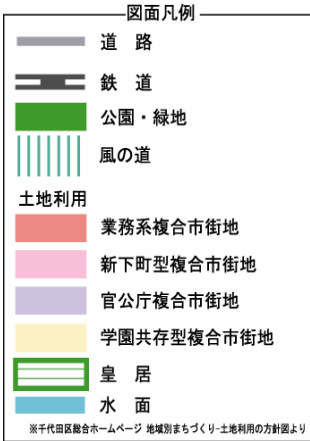 図面凡例
道 路
鉄 道
公園・緑地
風の道
土地利用
業務系複合市街地
新下町型複合市街地
官公庁複合市街地
学園共存型複合市街地
皇 居
水 面
※千代田区総合ホームページ 地域別まちづくり-土地利用の方針図より